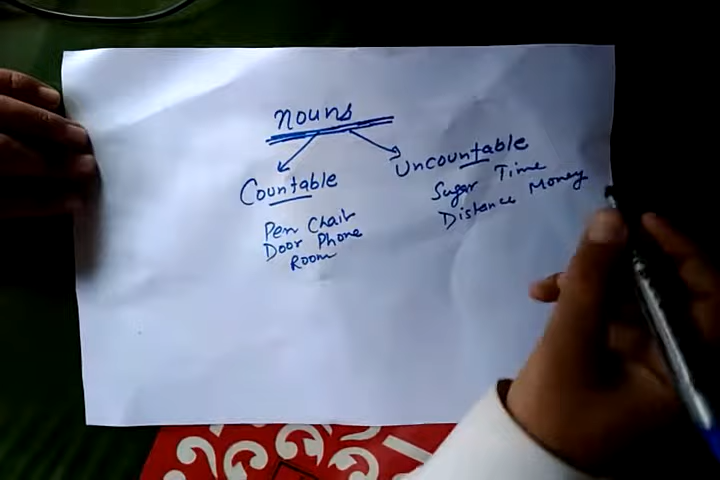 nouns
Countable
Pen Chair
Door Phone
Room
Uncountable
Sugar Time
Distance Money